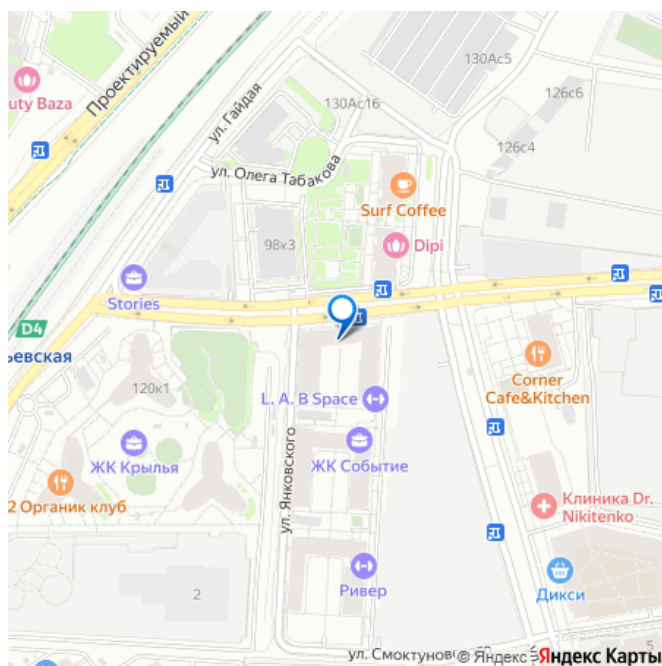 130Ас5
uty Baza
Проектируемый
ул. Гайдая
130Ас16
126с6
126с4
ул. Олега Табакова
Surf Coffee
98к3
Dipi
Stories
D4
ьевская
120к1
L. A. B Space
Corner
Cafe&Kitchen
ЖК Крылья
ул. Янковского
ЖК Событие
2 Органик клуб
Клиника Dr.
Nikitenko
2
Ривер
Дикси
5
ул. Смоктуновс
© Яндекс
Яндекс Карты